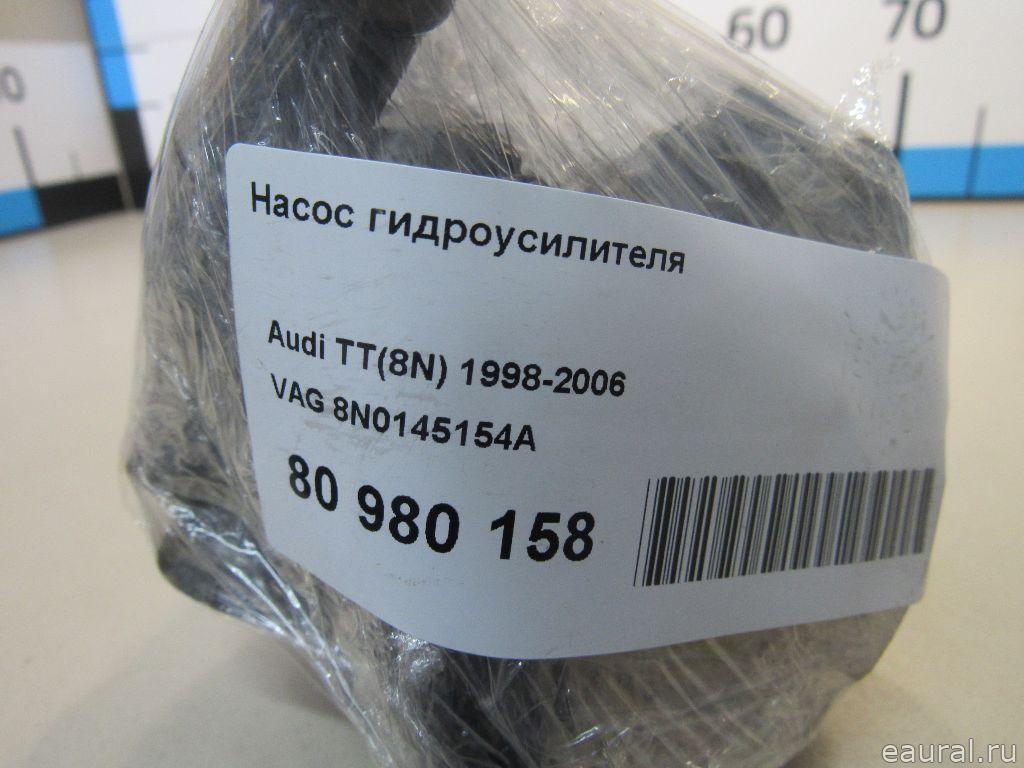 60
70
Насос гидроусилителя
Audi TT(8N) 1998-2006
VAG 8N0145154A
80 980 158
eaural.ru